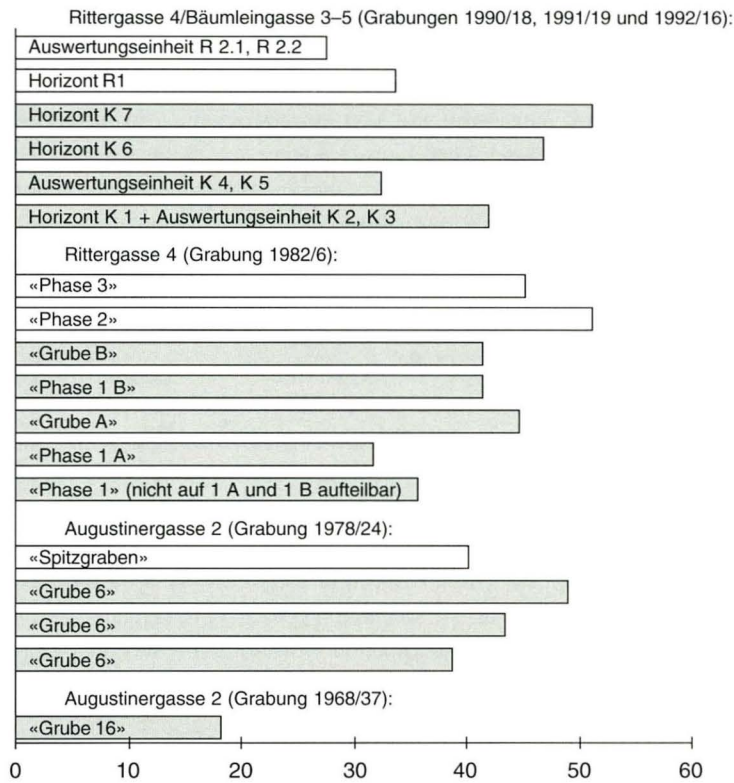 Rittergasse 4/Bäumleingasse 3–5 (Grabungen 1990/18, 1991/19 und 1992/16):
Auswertungseinheit R 2.1, R 2.2
Horizont R1
Horizont K 7
Horizont K 6
Auswertungseinheit K 4, K 5
Horizont K 1 + Auswertungseinheit K 2, K 3
Rittergasse 4 (Grabung 1982/6):
«Phase 3»
«Phase 2»
«Grube B»
«Phase 1 B»
«Grube A»
«Phase 1 A»
«Phase 1» (nicht auf 1 A und 1 B aufteilbar)
Augustinergasse 2 (Grabung 1978/24):
«Spitzgraben»
«Grube 6»
«Grube 6»
«Grube 6»
Augustinergasse 2 (Grabung 1968/37):
«Grube 16»
0 10 20 30 40 50 60